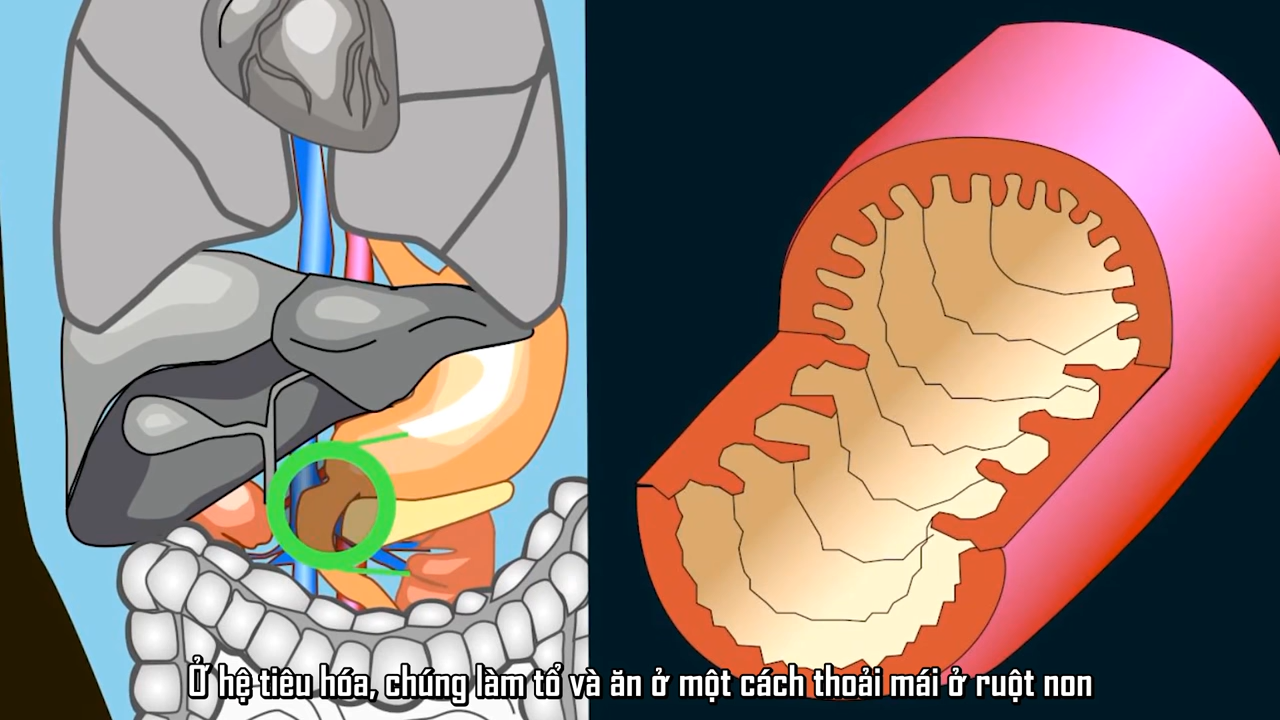 Ở hệ tiêu hóa, chúng làm tổ và ăn ở một cách thoải mái ở ruột non